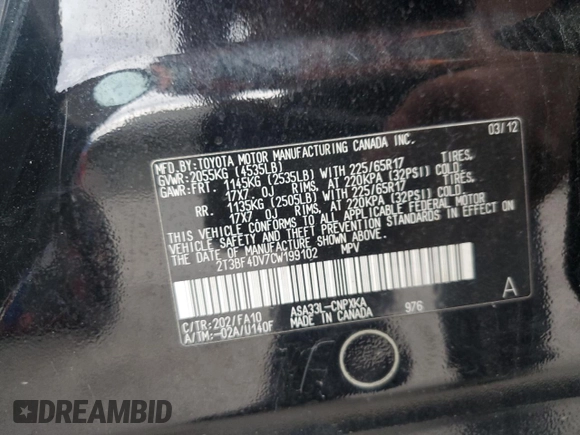 MFD.BY:TOYOTA MOTOR MANUFACTURING CANADA INC. 03/12
GVWR:2055KG (4535LB)
GAWR:FRT. 1145KG (2535LB) WITH 225/65R17 TIRES,
17X7 OJ RIMS, AT 220KPA (32PSI) COLD.
RR. 1135KG (2505LB) WITH 225/65R17 TIRES,
17X7 OJ RIMS, AT 220KPA (32PSI) COLD.
THIS VEHICLE CONFORMS TO ALL APPLICABLE FEDERAL MOTOR
VEHICLE SAFETY AND THEFT PREVENTION STANDARDS IN EFFECT ON
THE DATE OF MANUFACTURE SHOWN ABOVE.
2T3BF4DV7CW199102 MPV
C/TR:202/FA10 ASA33L-CNPXKA A
A/TM:-02A/U140F MADE IN CANADA 976
DREAMBID